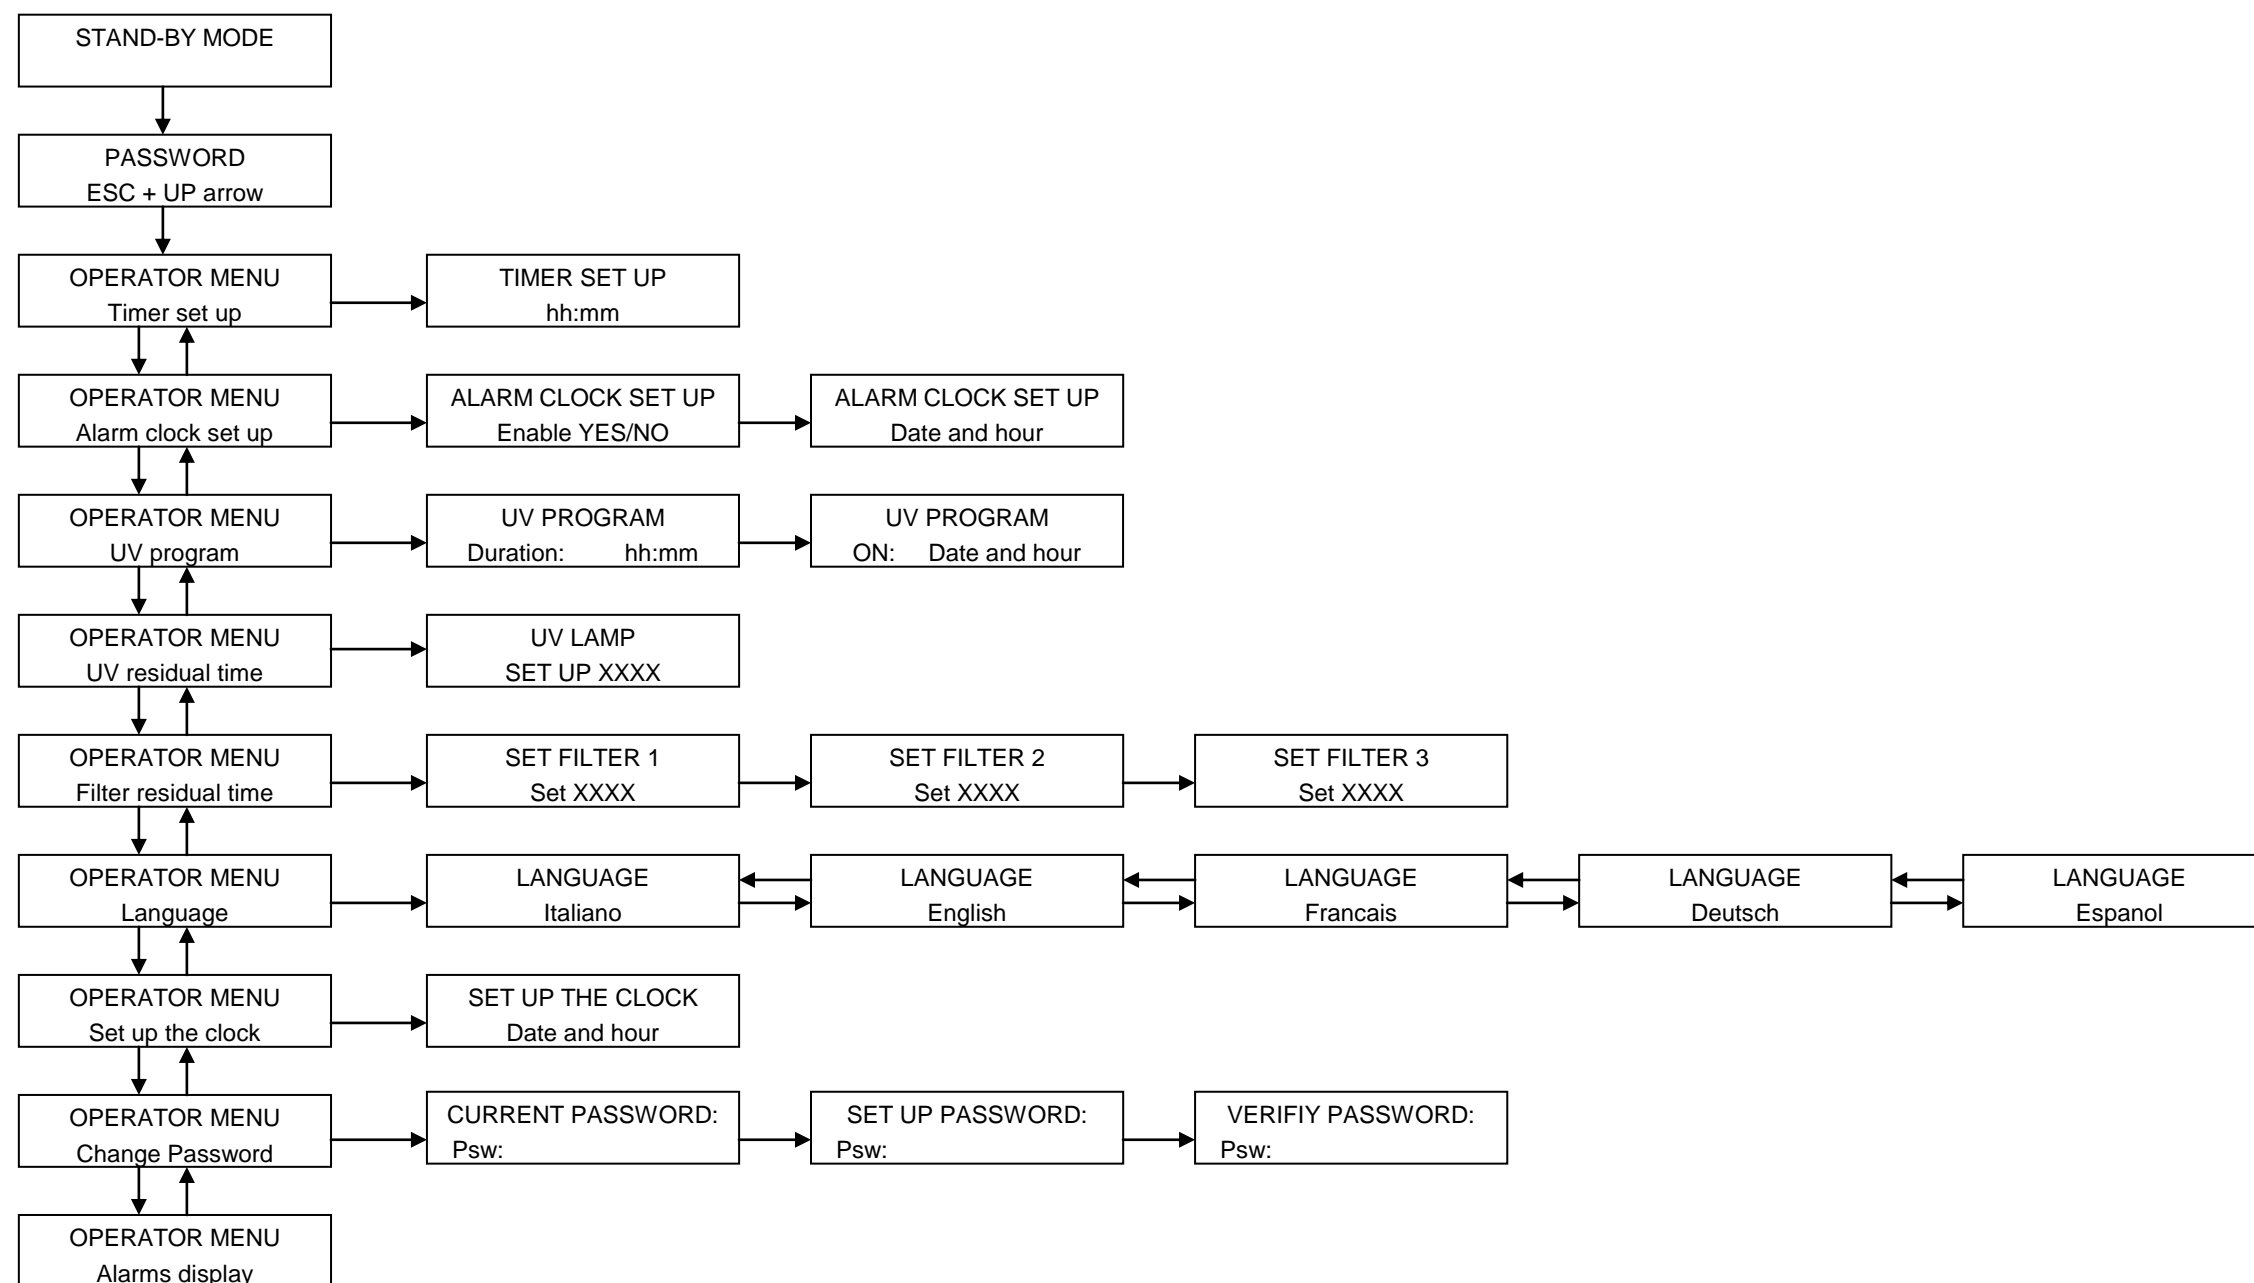 STAND-BY MODE
PASSWORD
ESC + UP arrow
OPERATOR MENU
Timer set up
TIMER SET UP
hh:mm
OPERATOR MENU
Alarm clock set up
ALARM CLOCK SET UP
Enable YES/NO
ALARM CLOCK SET UP
Date and hour
OPERATOR MENU
UV program
UV PROGRAM
Duration: hh:mm
UV PROGRAM
ON: Date and hour
OPERATOR MENU
UV residual time
UV LAMP
SET UP XXXX
OPERATOR MENU
Filter residual time
SET FILTER 1
Set XXXX
SET FILTER 2
Set XXXX
SET FILTER 3
Set XXXX
OPERATOR MENU
Language
LANGUAGE
Italiano
LANGUAGE
English
LANGUAGE
Francais
LANGUAGE
Deutsch
LANGUAGE
Espanol
OPERATOR MENU
Set up the clock
SET UP THE CLOCK
Date and hour
OPERATOR MENU
Change Password
CURRENT PASSWORD:
Psw:
SET UP PASSWORD:
Psw:
VERIFIY PASSWORD:
Psw:
OPERATOR MENU
Alarms display